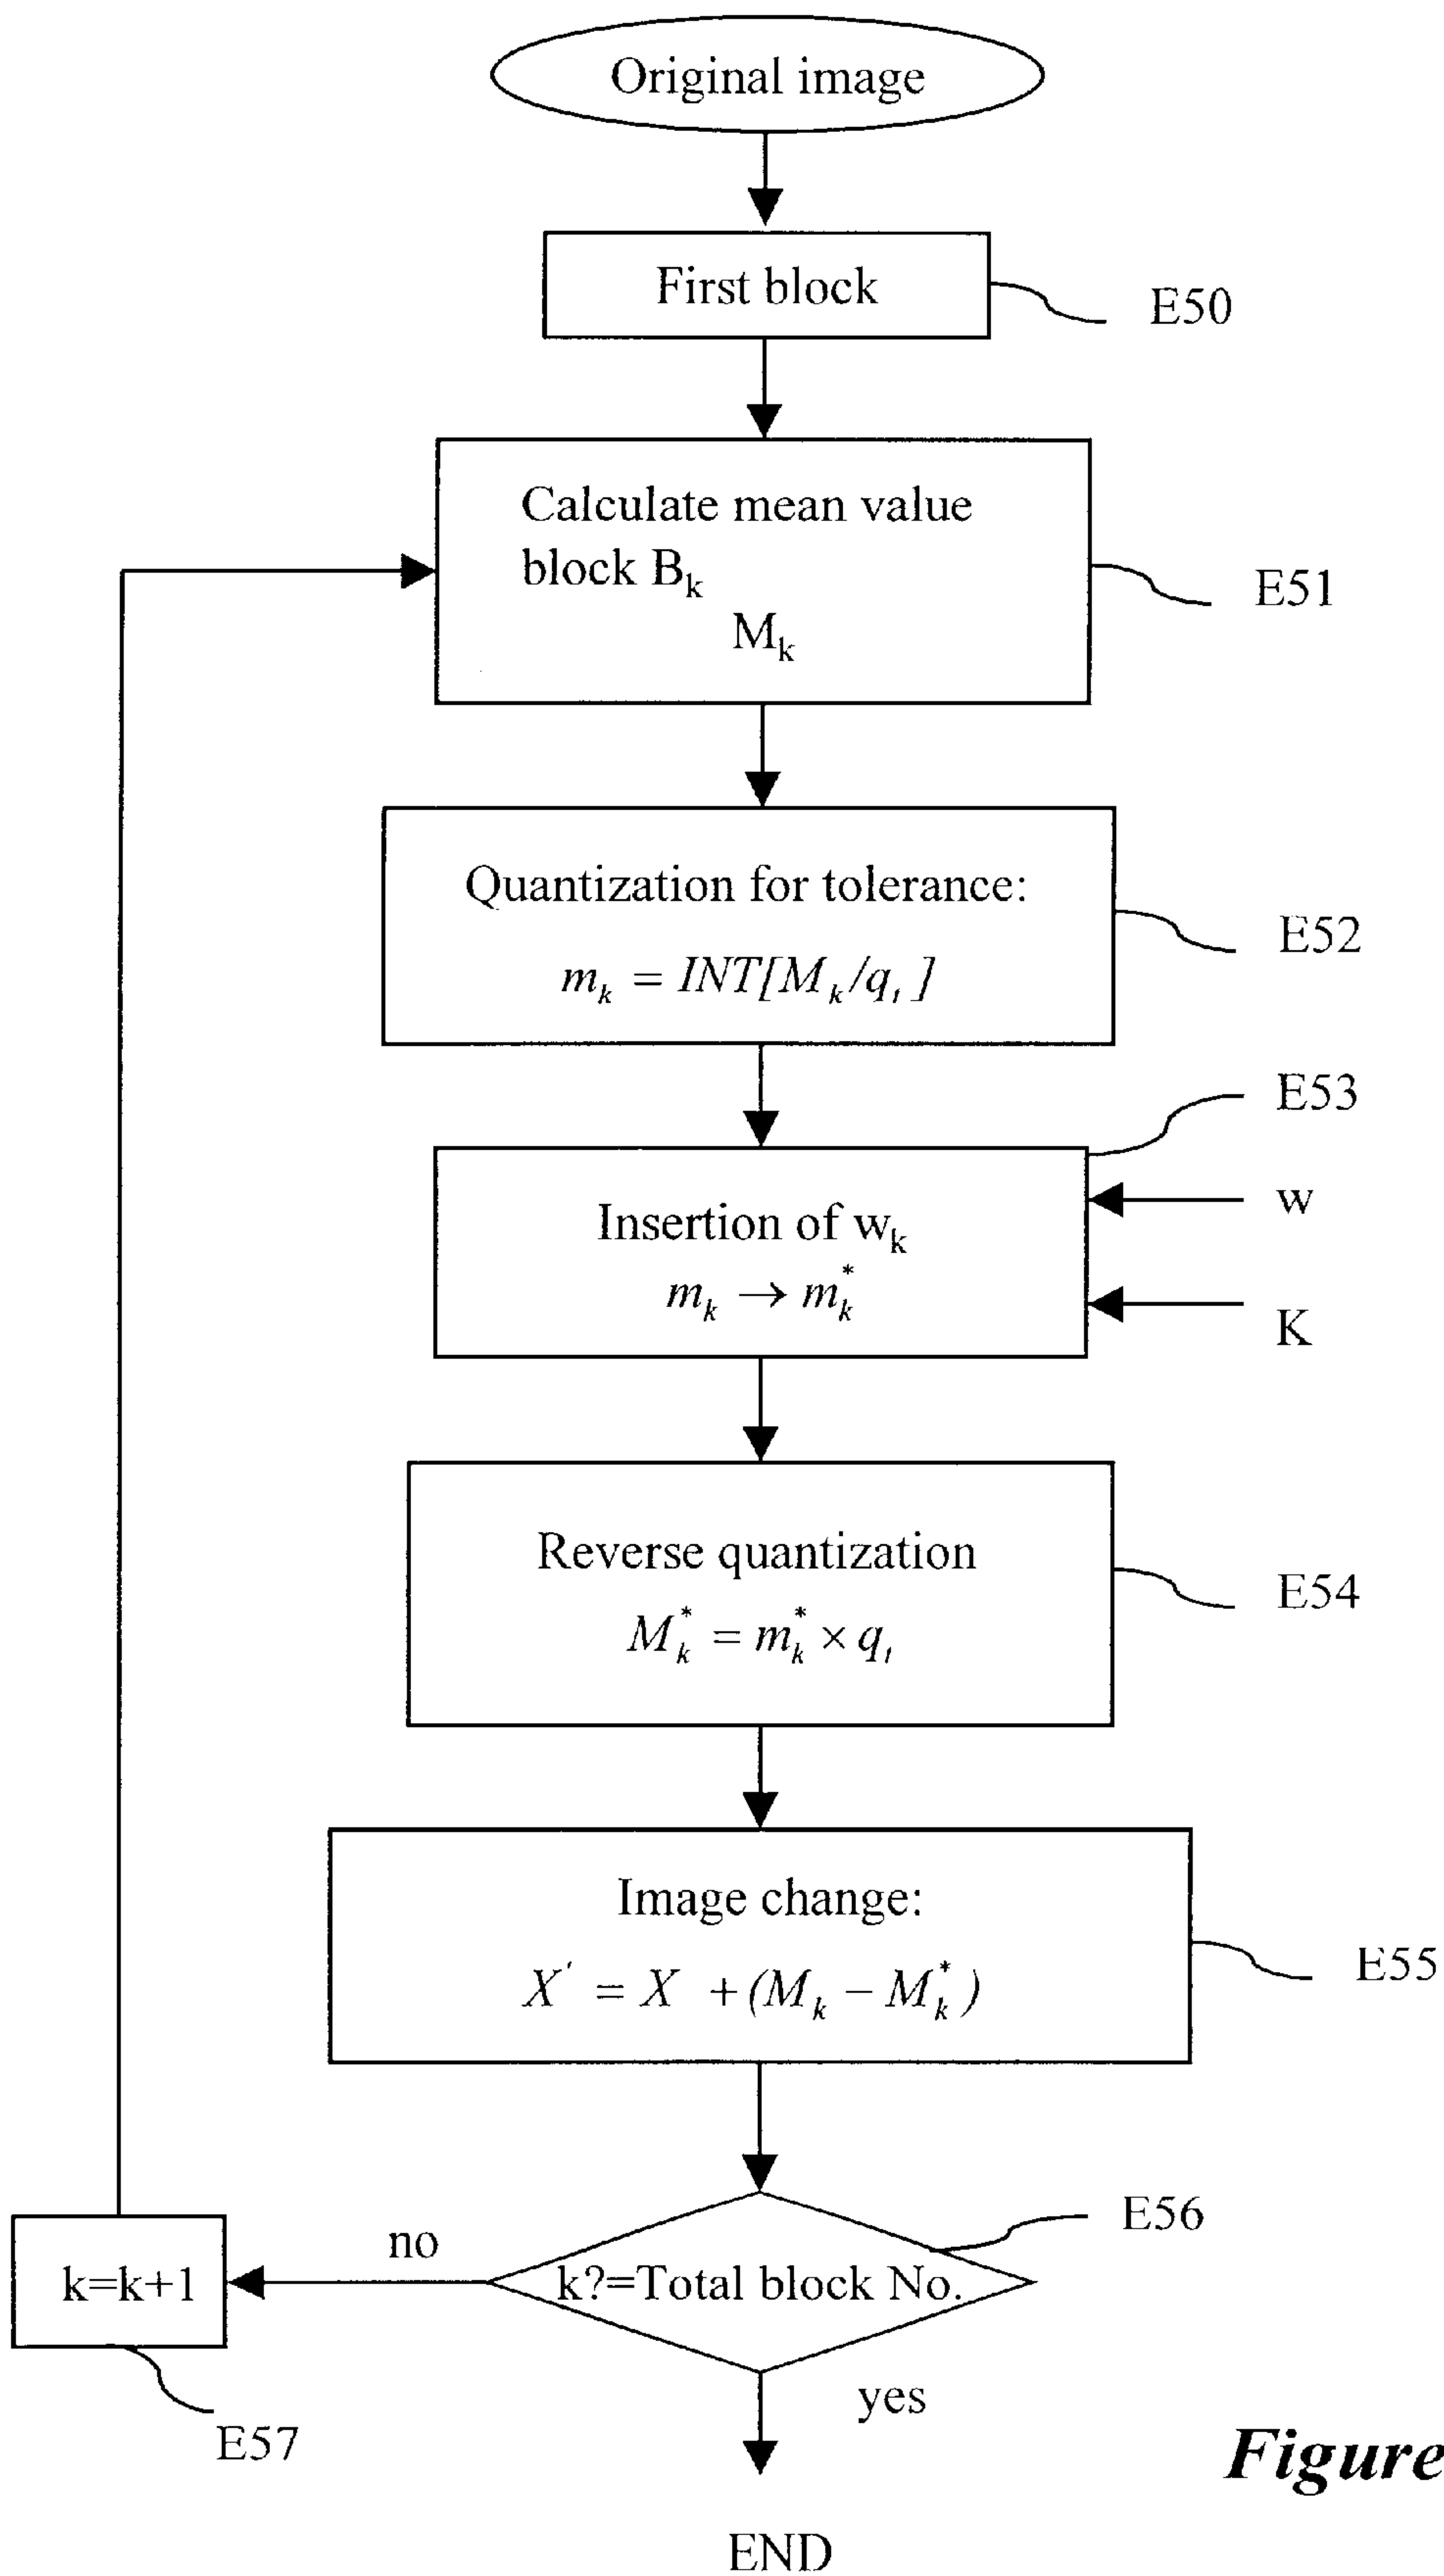 Original image
First block
E50
Calculate mean value
block Bₖ
Mₖ
E51
Quantization for tolerance:
mₖ = INT[Mₖ/qₜ]
E52
E53
Insertion of wₖ
mₖ → mₖ*
w
K
Reverse quantization
Mₖ* = mₖ* × qₜ
E54
Image change:
X' = X + (Mₖ − Mₖ*)
E55
E56
no
k=k+1
k?=Total block No.
yes
E57
Figure
END